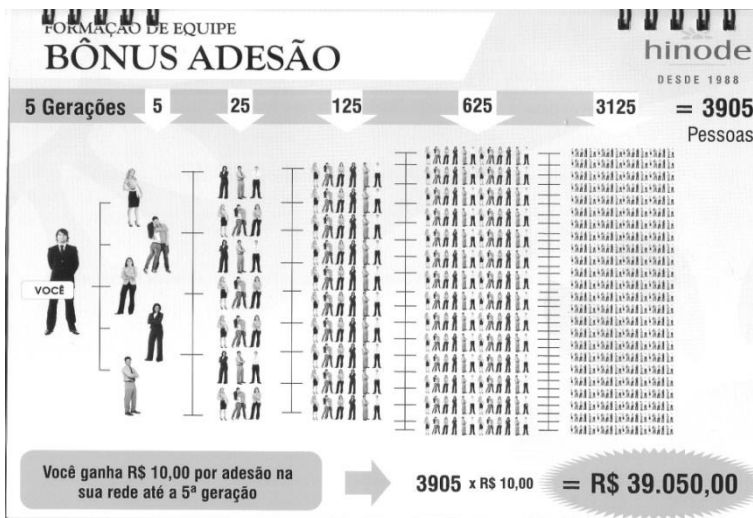 FORMAÇÃO DE EQUIPE
BÔNUS ADESÃO
hinode
DESDE 1988
5 Gerações 5 25 125 625 3125 = 3905
Pessoas
VOCÊ
Você ganha R$ 10,00 por adesão na
sua rede até a 5ª geração
3905 x R$ 10,00 = R$ 39.050,00